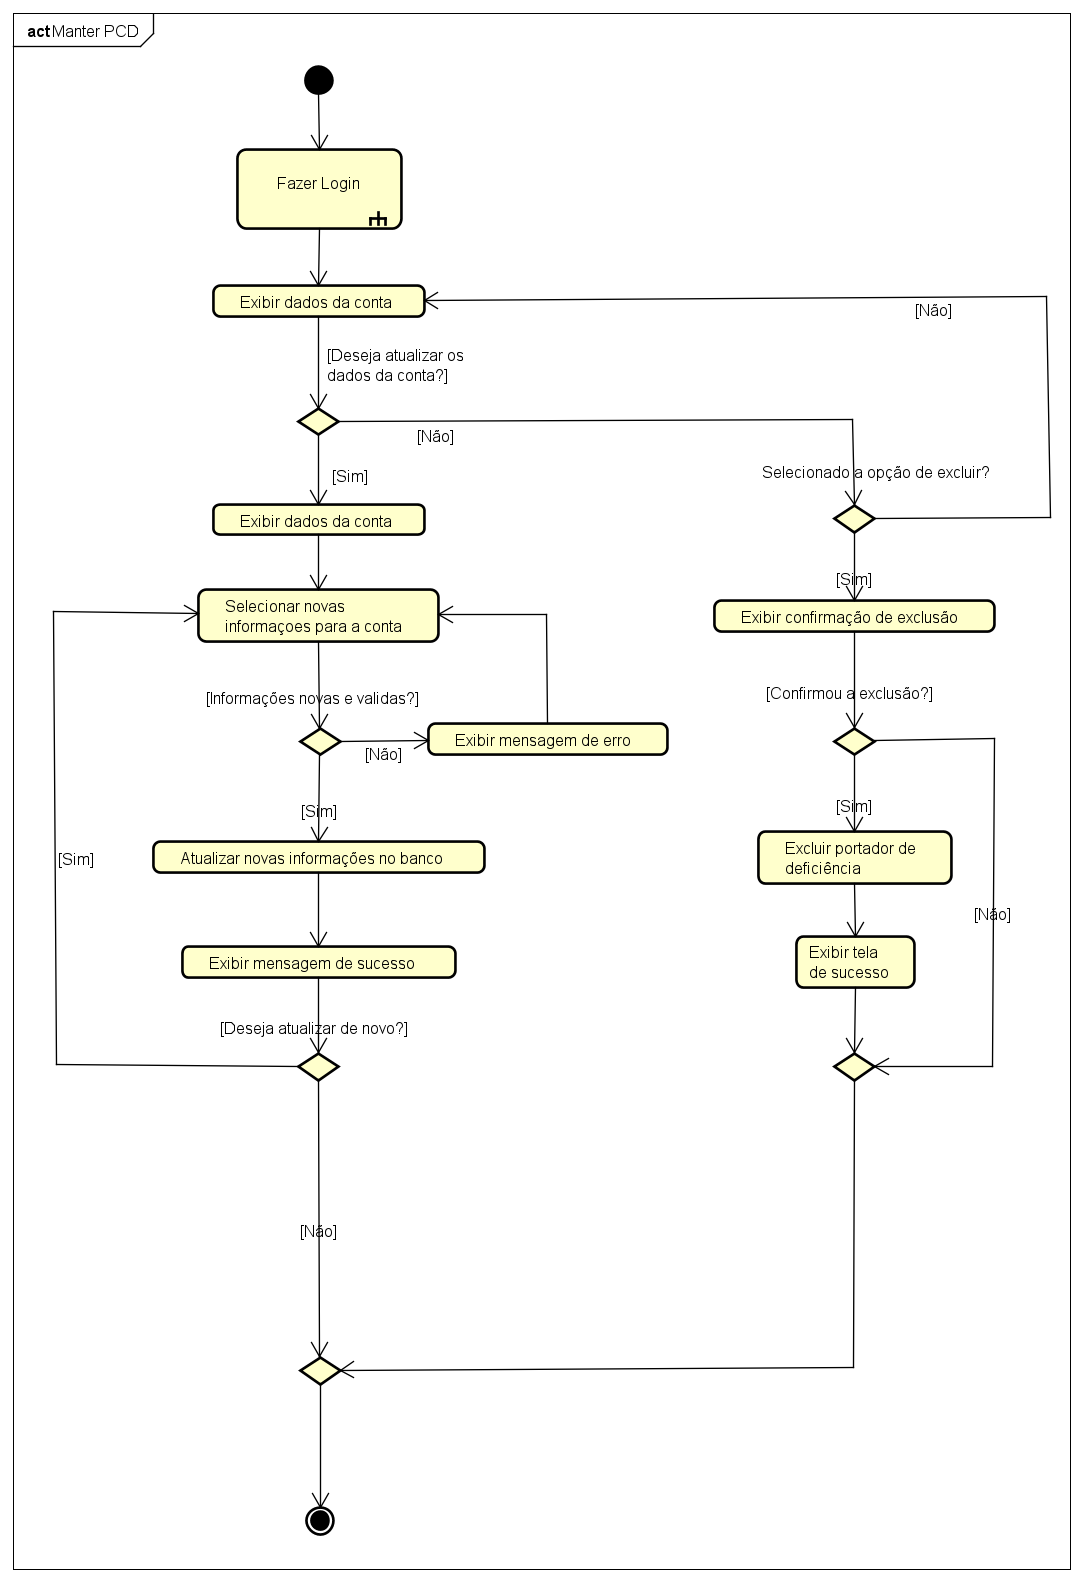 act Manter PCD
Fazer Login
Exibir dados da conta
[Não]
[Deseja atualizar os
dados da conta?]
[Não]
[Sim]
Selecionado a opção de excluir?
Exibir dados da conta
[Sim]
Selecionar novas
informaçoes para a conta
Exibir confirmação de exclusão
[Informações novas e validas?]
[Confirmou a exclusão?]
Exibir mensagem de erro
[Não]
[Sim]
[Sim]
Excluir portador de
deficiência
Atualizar novas informações no banco
[Sim]
[Não]
Exibir tela
de sucesso
Exibir mensagem de sucesso
[Deseja atualizar de novo?]
[Não]